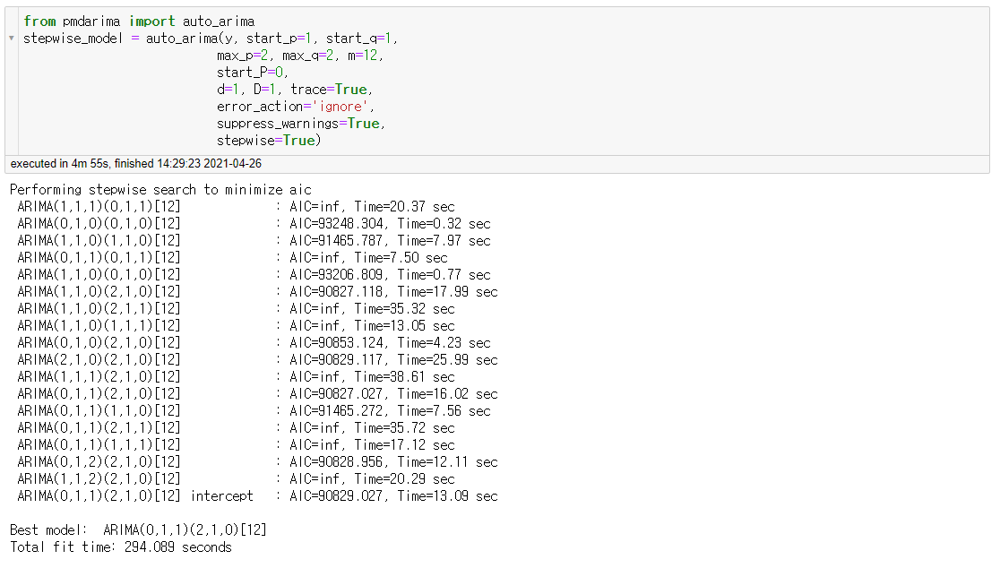 from pmdarima import auto_arima
stepwise_model = auto_arima(y, start_p=1, start_q=1,
max_p=2, max_q=2, m=12,
start_P=0,
d=1, D=1, trace=True,
error_action='ignore',
suppress_warnings=True,
stepwise=True)
executed in 4m 55s, finished 14:29:23 2021-04-26
Performing stepwise search to minimize aic
ARIMA(1,1,1)(0,1,1)[12] : AIC=inf, Time=20.37 sec
ARIMA(0,1,0)(0,1,0)[12] : AIC=93248.304, Time=0.32 sec
ARIMA(1,1,0)(1,1,0)[12] : AIC=91465.787, Time=7.97 sec
ARIMA(0,1,1)(0,1,1)[12] : AIC=inf, Time=7.50 sec
ARIMA(1,1,0)(0,1,0)[12] : AIC=93206.809, Time=0.77 sec
ARIMA(1,1,0)(2,1,0)[12] : AIC=90827.118, Time=17.99 sec
ARIMA(1,1,0)(2,1,1)[12] : AIC=inf, Time=35.32 sec
ARIMA(1,1,0)(1,1,1)[12] : AIC=inf, Time=13.05 sec
ARIMA(0,1,0)(2,1,0)[12] : AIC=90853.124, Time=4.23 sec
ARIMA(2,1,0)(2,1,0)[12] : AIC=90829.117, Time=25.99 sec
ARIMA(1,1,1)(2,1,0)[12] : AIC=inf, Time=38.61 sec
ARIMA(0,1,1)(2,1,0)[12] : AIC=90827.027, Time=16.02 sec
ARIMA(0,1,1)(1,1,0)[12] : AIC=91465.272, Time=7.56 sec
ARIMA(0,1,1)(2,1,1)[12] : AIC=inf, Time=35.72 sec
ARIMA(0,1,1)(1,1,1)[12] : AIC=inf, Time=17.12 sec
ARIMA(0,1,2)(2,1,0)[12] : AIC=90828.956, Time=12.11 sec
ARIMA(1,1,2)(2,1,0)[12] : AIC=inf, Time=20.29 sec
ARIMA(0,1,1)(2,1,0)[12] intercept : AIC=90829.027, Time=13.09 sec
Best model: ARIMA(0,1,1)(2,1,0)[12]
Total fit time: 294.089 seconds